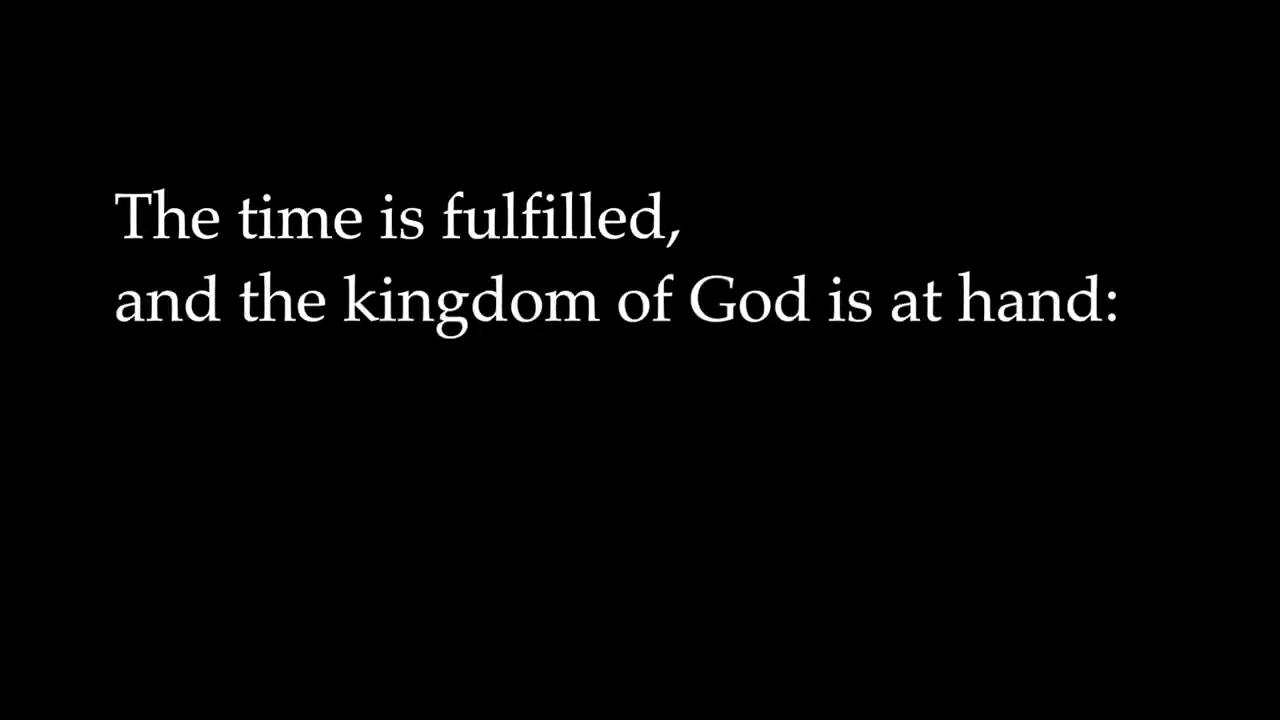 The time is fulfilled,
and the kingdom of God is at hand: